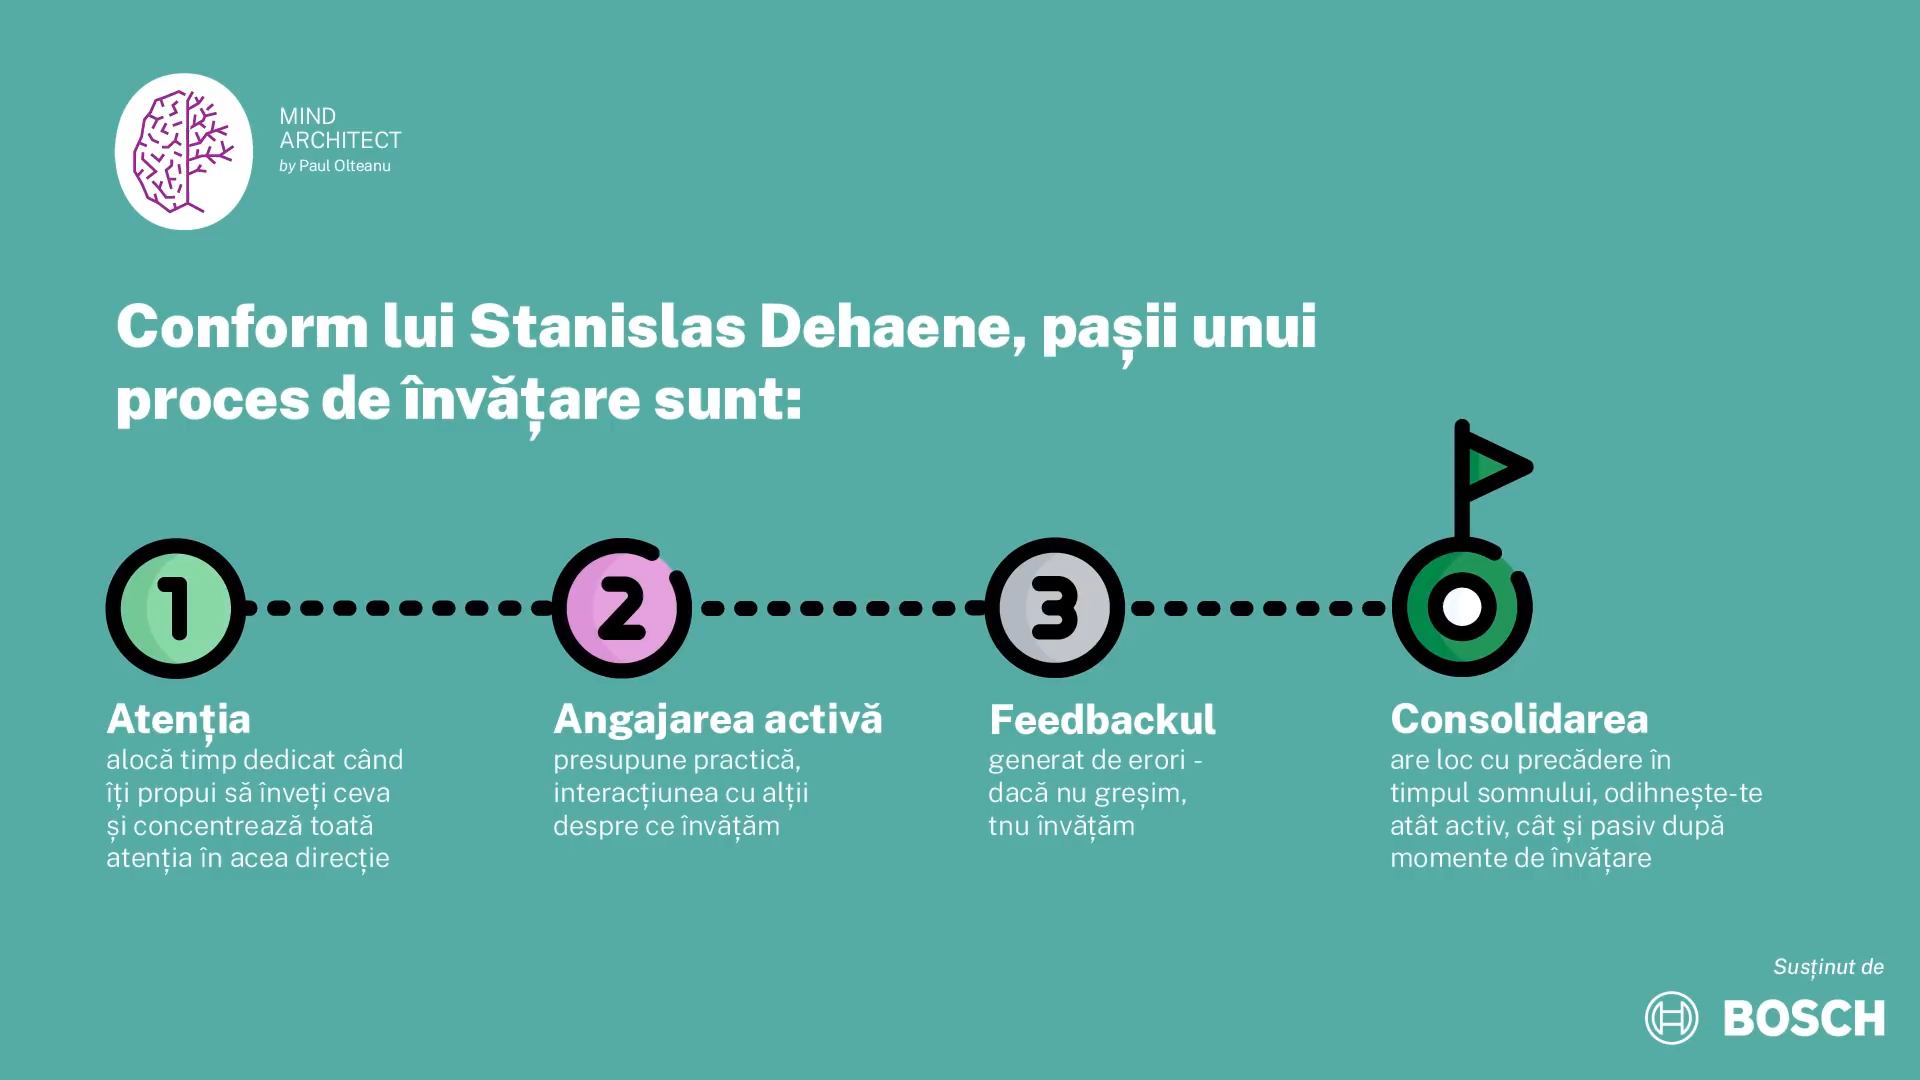 MIND
ARCHITECT
by Paul Olteanu
Conform lui Stanislas Dehaene, pașii unui
proces de învățare sunt:
1
2
3
Atenția
alocă timp dedicat când
îți propui să înveți ceva
și concentrează toată
atenția în acea direcție
Angajarea activă
presupune practică,
interacțiunea cu alții
despre ce învățăm
Feedbackul
generat de erori -
dacă nu greșim,
tnu învățăm
Consolidarea
are loc cu precădere în
timpul somnului, odihnește-te
atât activ, cât și pasiv după
momente de învățare
Susținut de
BOSCH